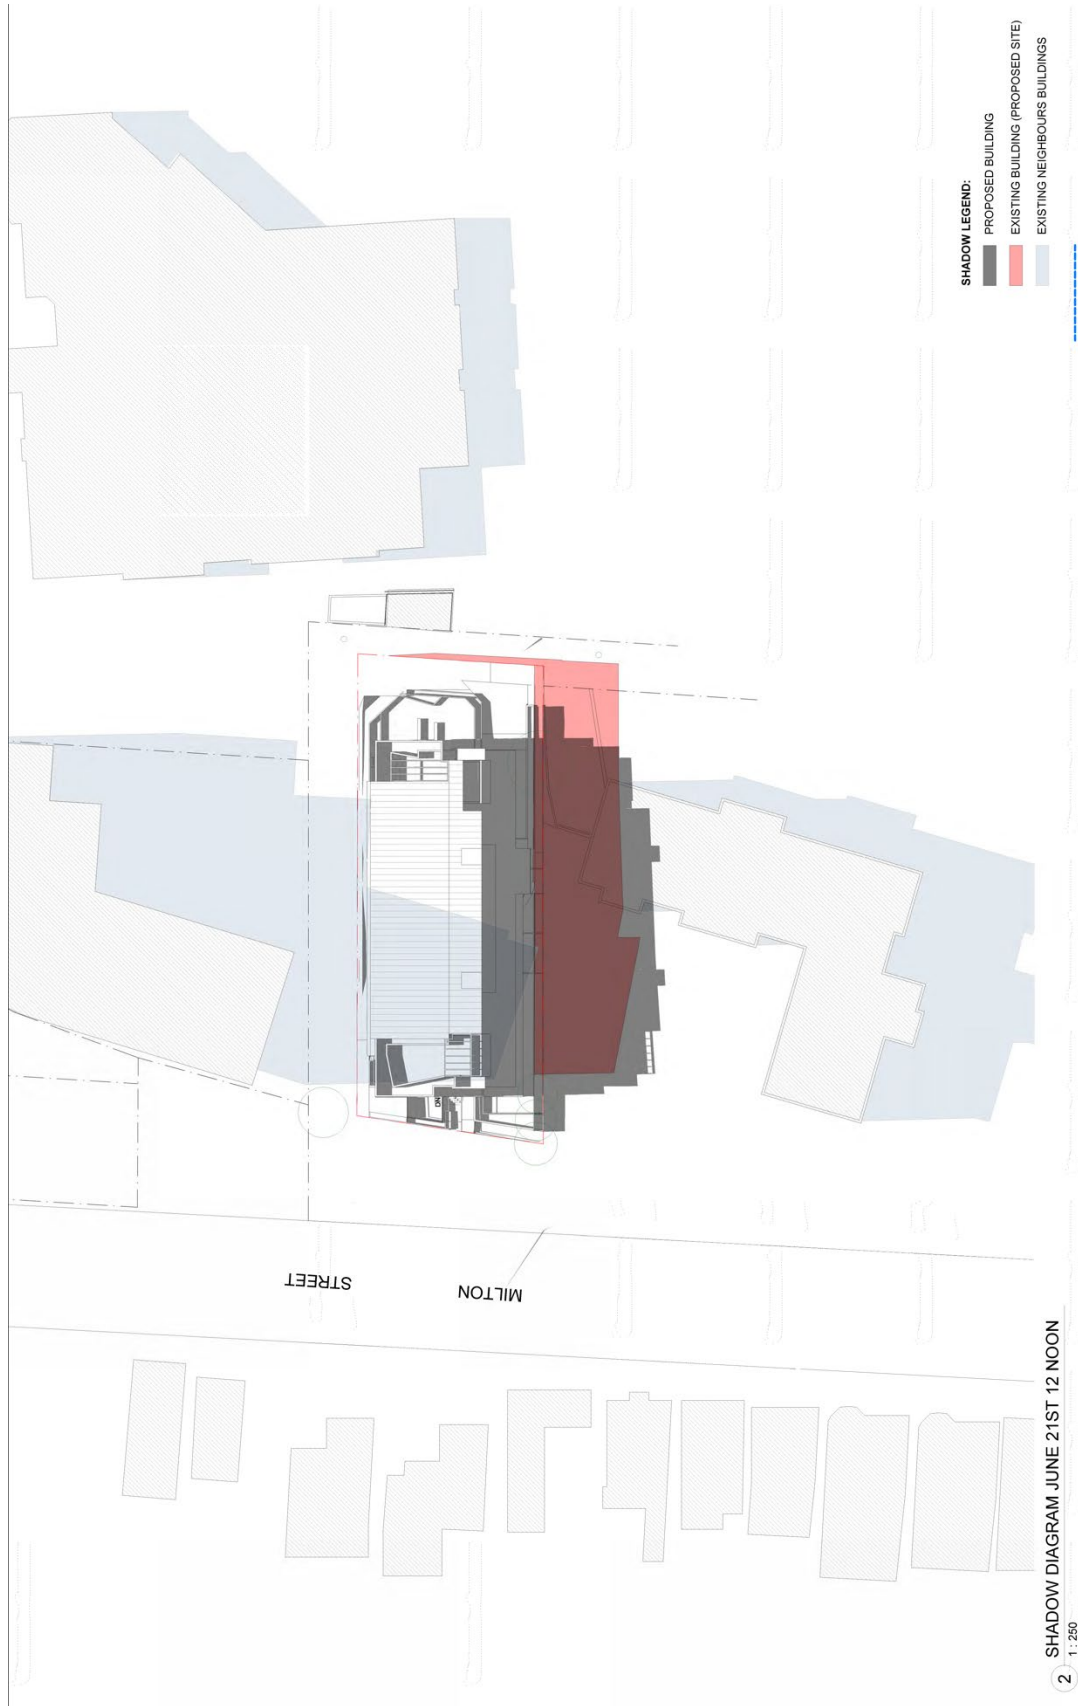 SHADOW LEGEND:
PROPOSED BUILDING
EXISTING BUILDING (PROPOSED SITE)
EXISTING NEIGHBOURS BUILDINGS
MILTON
STREET
2
SHADOW DIAGRAM JUNE 21ST 12 NOON
1 : 250